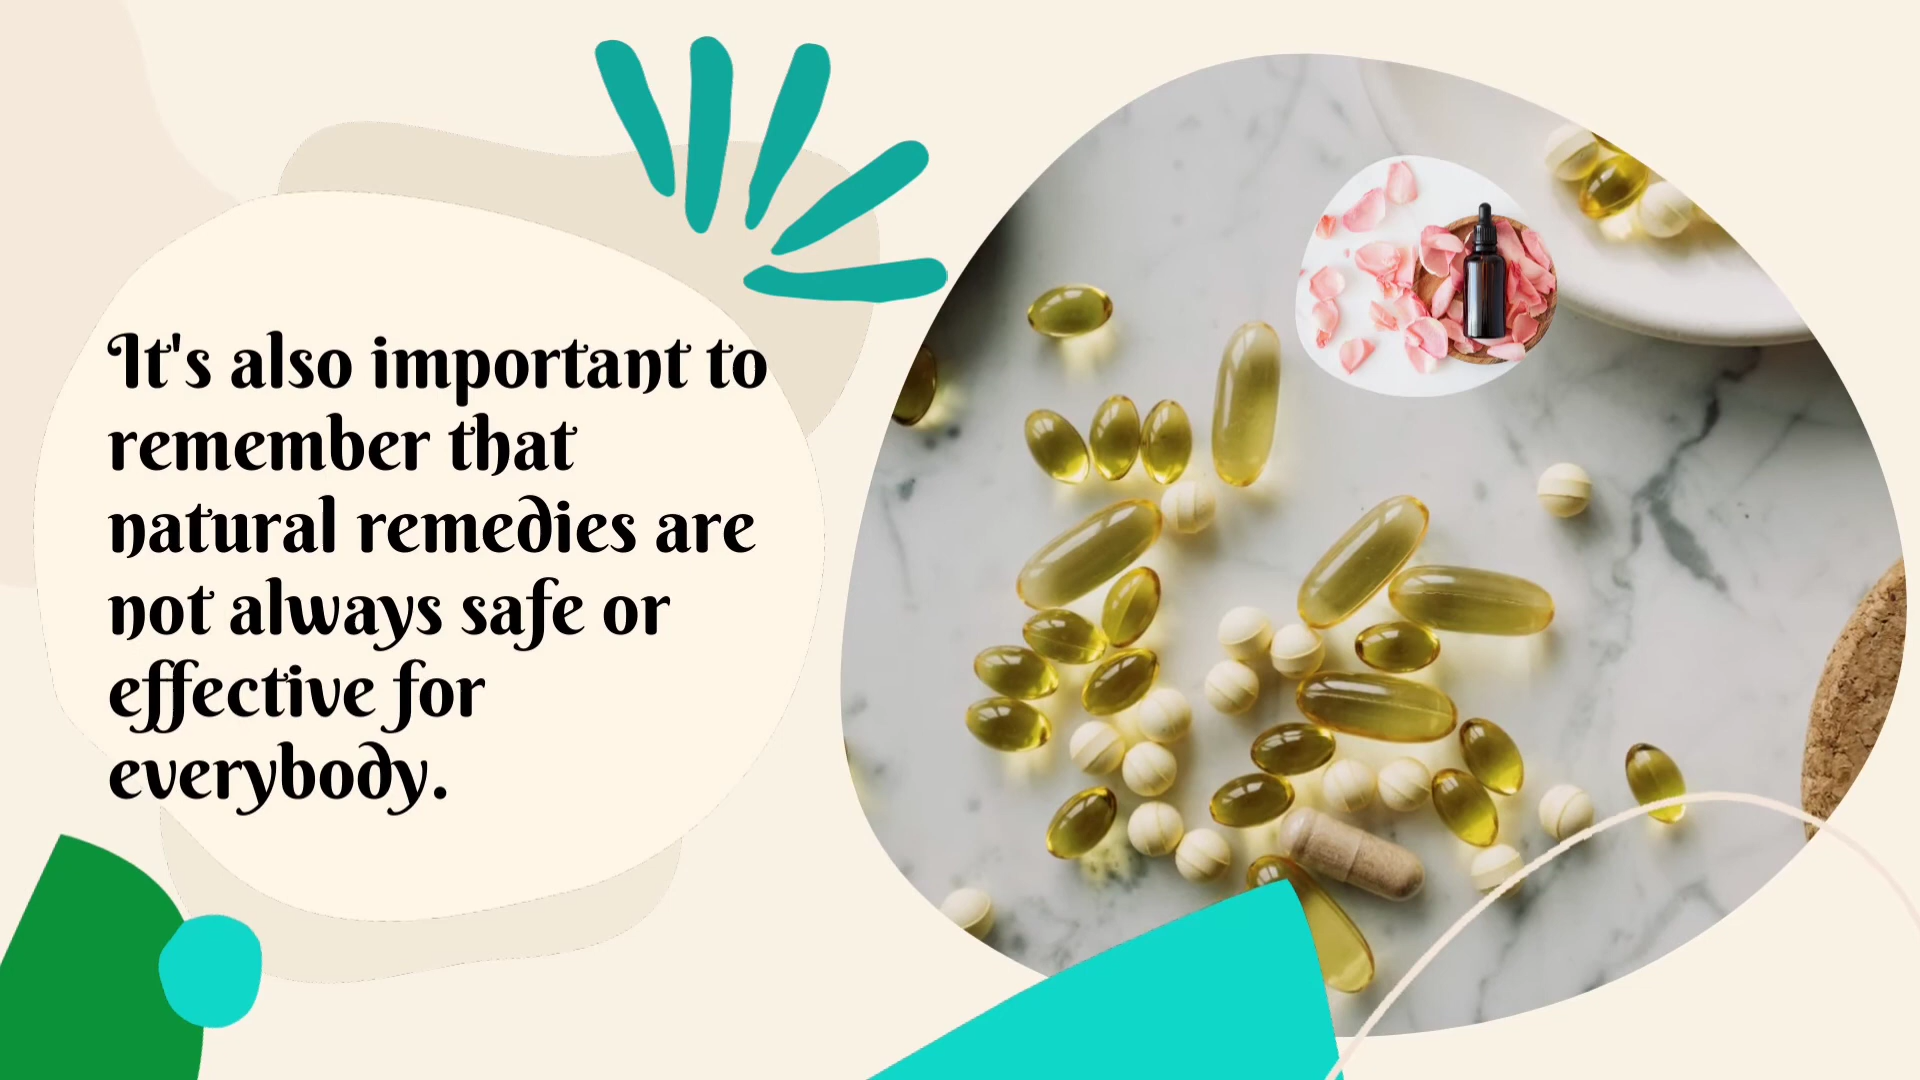 It's also important to
remember that
natural remedies are
not always safe or
effective for
everybody.